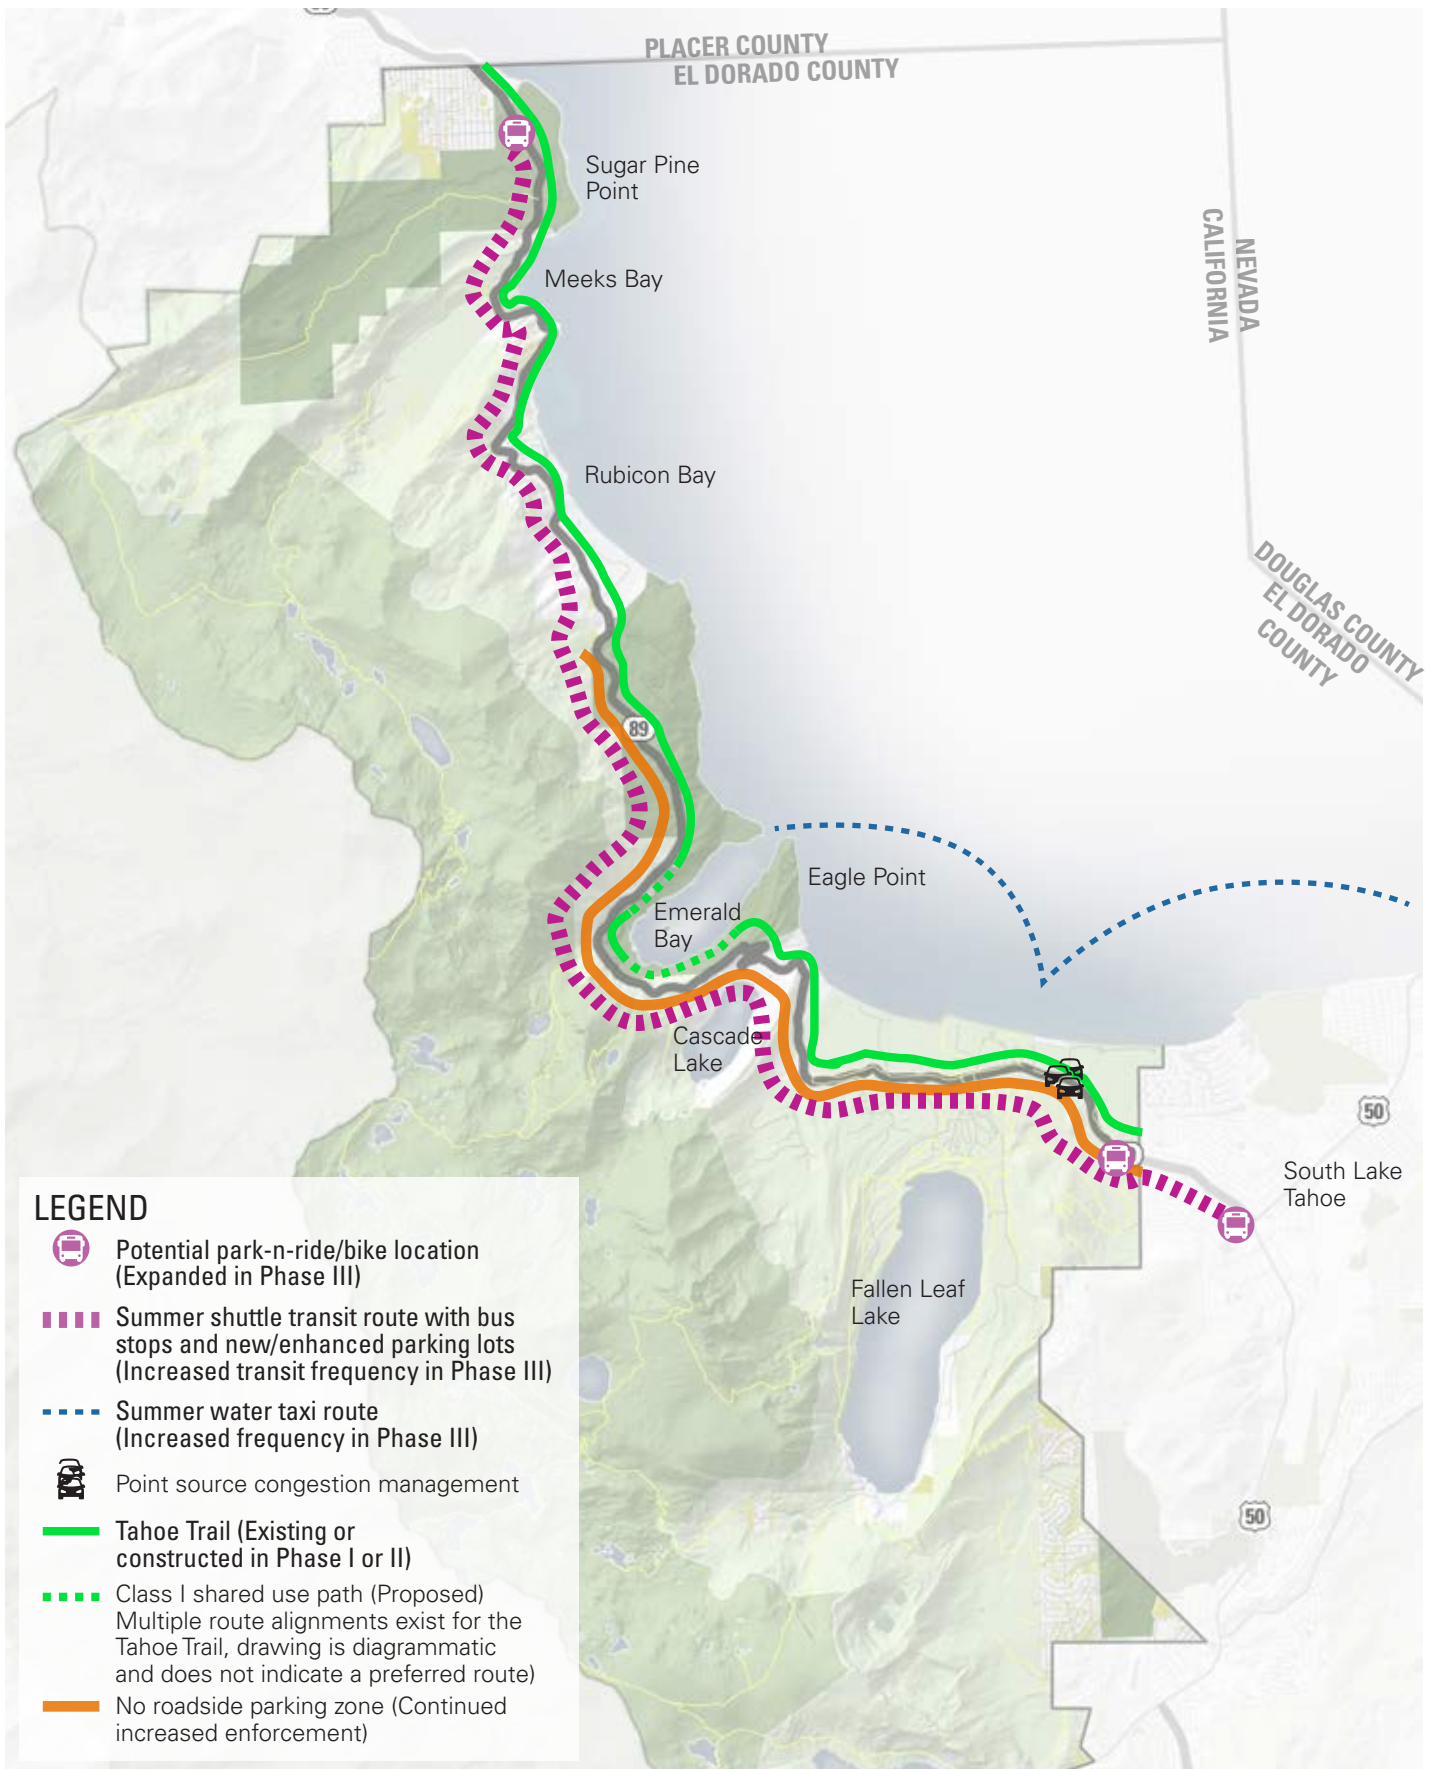 PLACER COUNTY
EL DORADO COUNTY
Sugar Pine
Point
NEVADA
CALIFORNIA
Meeks Bay
Rubicon Bay
DOUGLAS COUNTY
EL DORADO
COUNTY
89
Eagle Point
Emerald
Bay
Cascade
Lake
50
South Lake
Tahoe
Fallen Leaf
Lake
50
LEGEND
Potential park-n-ride/bike location
(Expanded in Phase III)
Summer shuttle transit route with bus
stops and new/enhanced parking lots
(Increased transit frequency in Phase III)
Summer water taxi route
(Increased frequency in Phase III)
Point source congestion management
Tahoe Trail (Existing or
constructed in Phase I or II)
Class I shared use path (Proposed)
Multiple route alignments exist for the
Tahoe Trail, drawing is diagrammatic
and does not indicate a preferred route)
No roadside parking zone (Continued
increased enforcement)